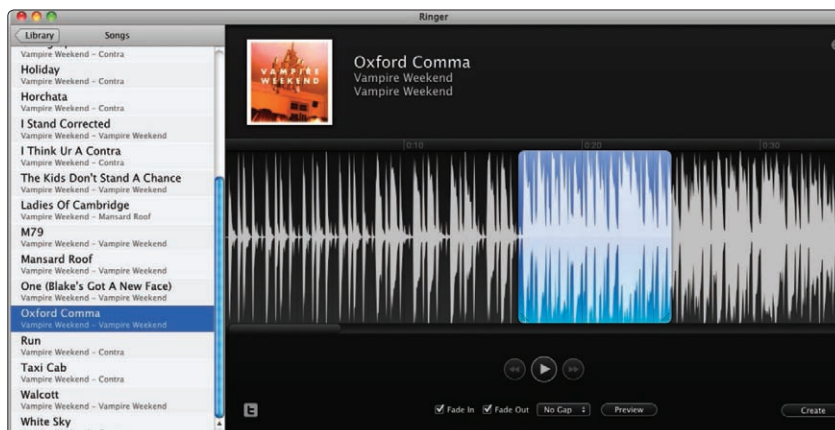 Ringer
Library
Songs
Vampire Weekend – Contra
Holiday
Vampire Weekend – Contra
Horchata
Vampire Weekend – Contra
I Stand Corrected
Vampire Weekend – Vampire Weekend
I Think Ur A Contra
Vampire Weekend – Contra
The Kids Don't Stand A Chance
Vampire Weekend – Vampire Weekend
Ladies Of Cambridge
Vampire Weekend – Mansard Roof
M79
Vampire Weekend – Vampire Weekend
Mansard Roof
Vampire Weekend – Vampire Weekend
One (Blake's Got A New Face)
Vampire Weekend – Vampire Weekend
Oxford Comma
Vampire Weekend – Vampire Weekend
Run
Vampire Weekend – Contra
Taxi Cab
Vampire Weekend – Contra
Walcott
Vampire Weekend – Vampire Weekend
White Sky
VAMPIRE
WEEKEND
Oxford Comma
Vampire Weekend
Vampire Weekend
0:10 0:20 0:30
Fade In Fade Out No Gap Preview Create